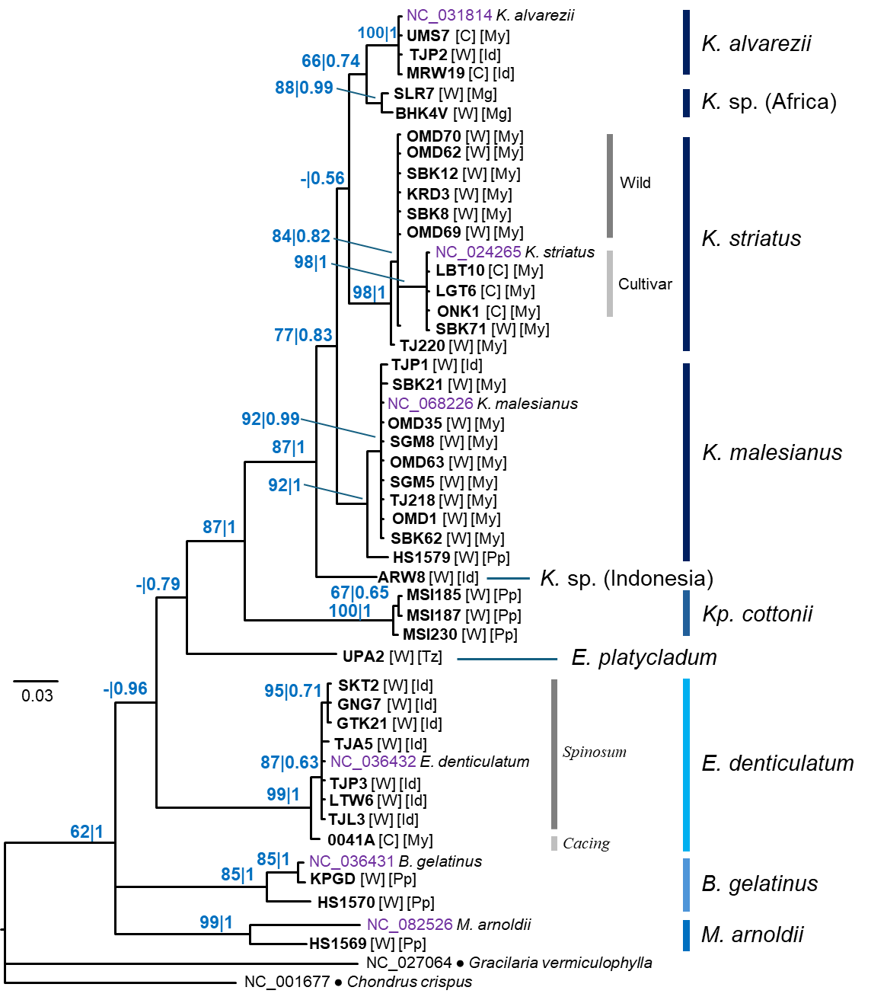 NC_031814 K. alvarezii
100|1
UMS7 [C] [My]
K. alvarezii
TJP2 [W] [Id]
66|0.74
MRW19 [C] [Id]
88|0.99
SLR7 [W] [Mg]
K. sp. (Africa)
BHK4V [W] [Mg]
OMD70 [W] [My]
OMD62 [W] [My]
SBK12 [W] [My]
-|0.56
Wild
KRD3 [W] [My]
SBK8 [W] [My]
OMD69 [W] [My]
84|0.82
K. striatus
NC_024265 K. striatus
98|1
LBT10 [C] [My]
Cultivar
LGT6 [C] [My]
98|1
ONK1 [C] [My]
SBK71 [W] [My]
77|0.83
TJ220 [W] [My]
TJP1 [W] [Id]
SBK21 [W] [My]
NC_068226 K. malesianus
92|0.99
OMD35 [W] [My]
SGM8 [W] [My]
87|1
K. malesianus
OMD63 [W] [My]
SGM5 [W] [My]
92|1
TJ218 [W] [My]
OMD1 [W] [My]
87|1
SBK62 [W] [My]
HS1579 [W] [Pp]
ARW8 [W] [Id]
K. sp. (Indonesia)
-|0.79
67|0.65
MSI185 [W] [Pp]
100|1
MSI187 [W] [Pp]
Kp. cottonii
MSI230 [W] [Pp]
UPA2 [W] [Tz]
E. platycladum
0.03
-|0.96
95|0.71
SKT2 [W] [Id]
GNG7 [W] [Id]
GTK21 [W] [Id]
TJA5 [W] [Id]
Spinosum
87|0.63
NC_036432 E. denticulatum
E. denticulatum
TJP3 [W] [Id]
99|1
LTW6 [W] [Id]
TJL3 [W] [Id]
62|1
0041A [C] [My]
Cacing
85|1
NC_036431 B. gelatinus
85|1
KPGD [W] [Pp]
B. gelatinus
HS1570 [W] [Pp]
99|1
NC_082526 M. arnoldii
M. arnoldii
HS1569 [W] [Pp]
NC_027064 ● Gracilaria vermiculophylla
NC_001677 ● Chondrus crispus